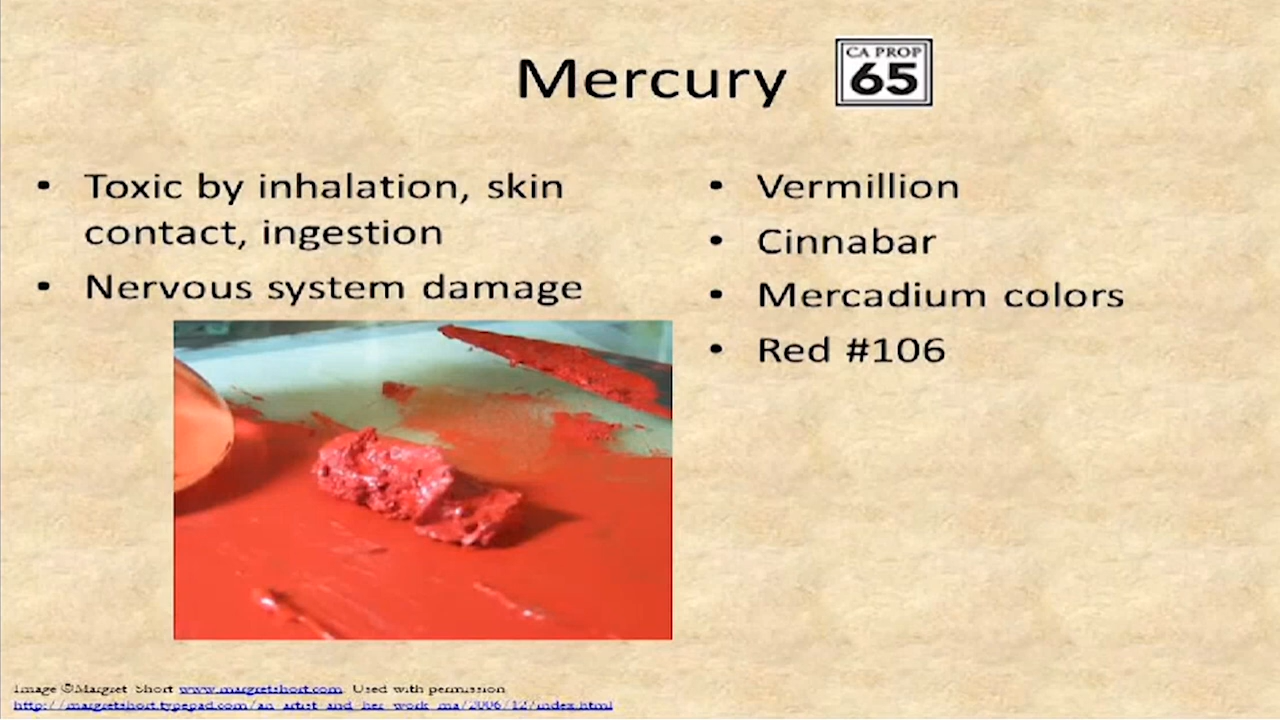 Mercury
CA PROP
65
• Toxic by inhalation, skin
contact, ingestion
• Nervous system damage
• Vermillion
• Cinnabar
• Mercadium colors
• Red #106
Image ©Margret Short www.margretshort.com. Used with permission
http://margretshort.typepad.com/an_artist_and_her_work_ma/2006/12/index.html